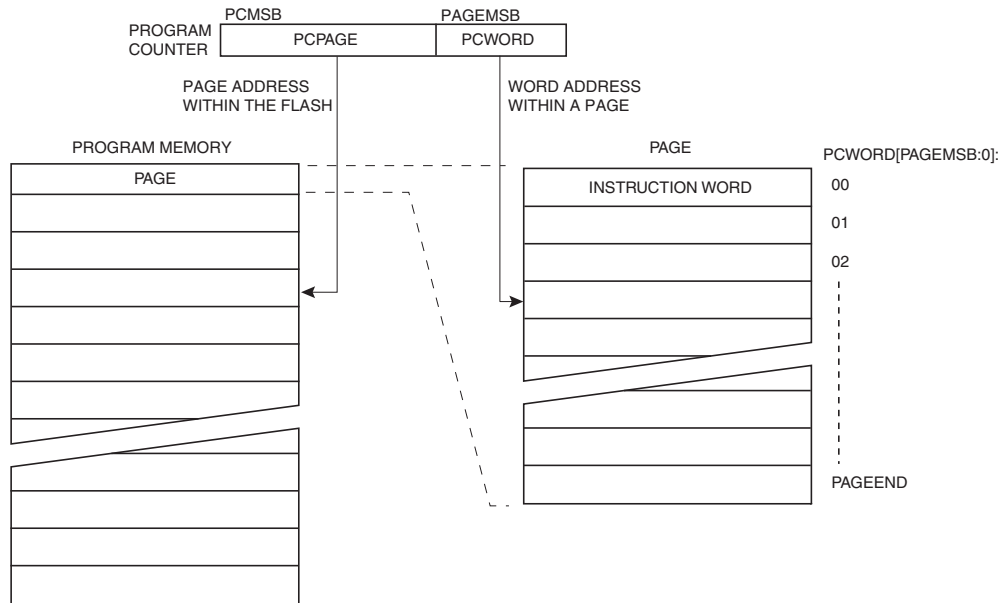 PCMSB PAGEMSB
PROGRAM
COUNTER
PCPAGE PCWORD
PAGE ADDRESS
WITHIN THE FLASH
WORD ADDRESS
WITHIN A PAGE
PROGRAM MEMORY
PAGE
PAGE
PCWORD[PAGEMSB:0]:
INSTRUCTION WORD
00
01
02
PAGEEND